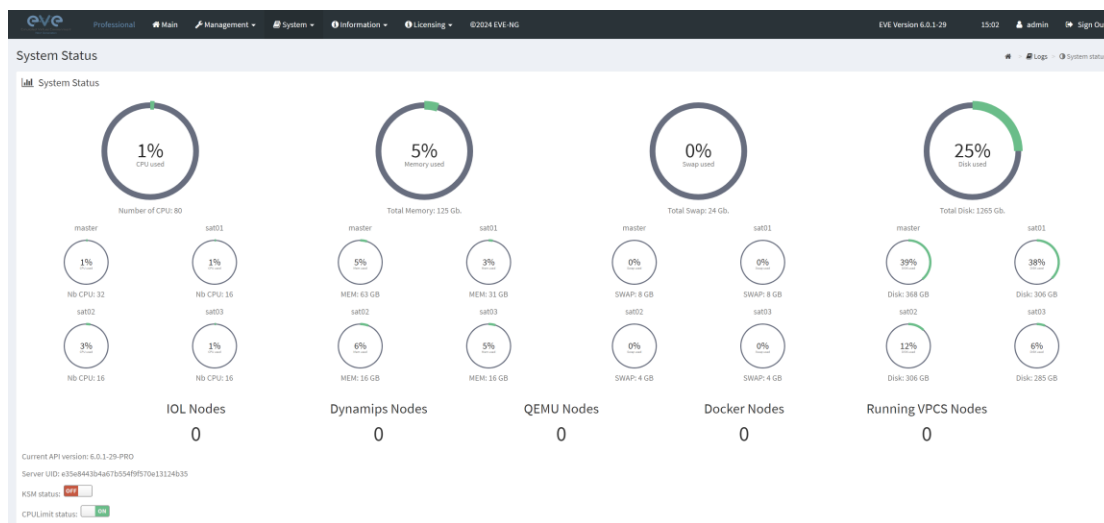 eve
Professional Main Management System Information Licensing ©2024 EVE-NG EVE Version 6.0.1-29 15:02 admin Sign Ou
System Status
Logs System statu
System Status
1% 5% 0% 25%
CPU used Memory used Swap used Disk used
Number of CPU: 80 Total Memory: 125 Gb. Total Swap: 24 Gb. Total Disk: 1265 Gb.
master sat01 master sat01 master sat01 master sat01
1% 1% 5% 3% 0% 0% 39% 38%
Nb CPU: 32 Nb CPU: 16 MEM: 63 GB MEM: 31 GB SWAP: 8 GB SWAP: 8 GB Disk: 368 GB Disk: 306 GB
sat02 sat03 sat02 sat03 sat02 sat03 sat02 sat03
3% 1% 6% 5% 0% 0% 12% 6%
Nb CPU: 16 Nb CPU: 16 MEM: 16 GB MEM: 16 GB SWAP: 4 GB SWAP: 4 GB Disk: 306 GB Disk: 285 GB
IOL Nodes Dynamips Nodes QEMU Nodes Docker Nodes Running VPCS Nodes
0 0 0 0 0
Current API version: 6.0.1-29-PRO
Server UID: e35e8443b4a67b554f9f570e13124b35
KSM status: OFF
CPULimit status: ON